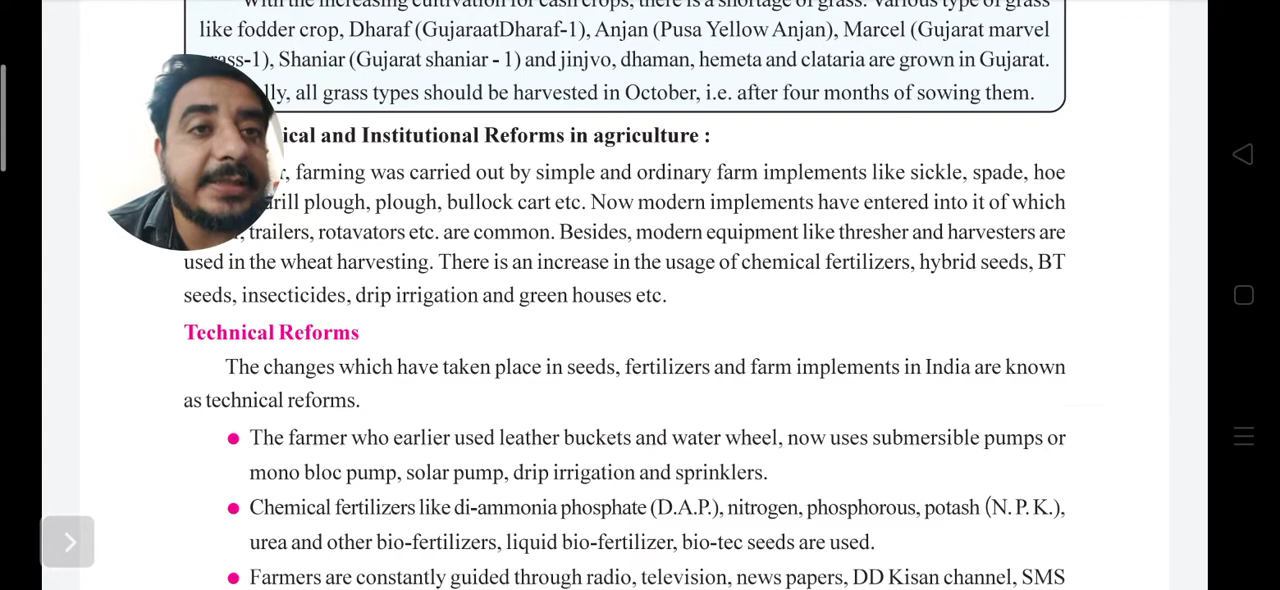 With the increasing cultivation for cash crops, there is a shortage of grass. Various type of grass
like fodder crop, Dharaf (GujaraatDharaf-1), Anjan (Pusa Yellow Anjan), Marcel (Gujarat marvel
-1), Shaniar (Gujarat shaniar - 1) and jinjvo, dhaman, hemeta and clataria are grown in Gujarat.
all grass types should be harvested in October, i.e. after four months of sowing them.
ical and Institutional Reforms in agriculture :
farming was carried out by simple and ordinary farm implements like sickle, spade, hoe
plough, plough, bullock cart etc. Now modern implements have entered into it of which
trailers, rotavators etc. are common. Besides, modern equipment like thresher and harvesters are
used in the wheat harvesting. There is an increase in the usage of chemical fertilizers, hybrid seeds, BT
seeds, insecticides, drip irrigation and green houses etc.
Technical Reforms
The changes which have taken place in seeds, fertilizers and farm implements in India are known
as technical reforms.
● The farmer who earlier used leather buckets and water wheel, now uses submersible pumps or
mono bloc pump, solar pump, drip irrigation and sprinklers.
● Chemical fertilizers like di-ammonia phosphate (D.A.P.), nitrogen, phosphorous, potash (N. P. K.),
urea and other bio-fertilizers, liquid bio-fertilizer, bio-tec seeds are used.
● Farmers are constantly guided through radio, television, news papers, DD Kisan channel, SMS